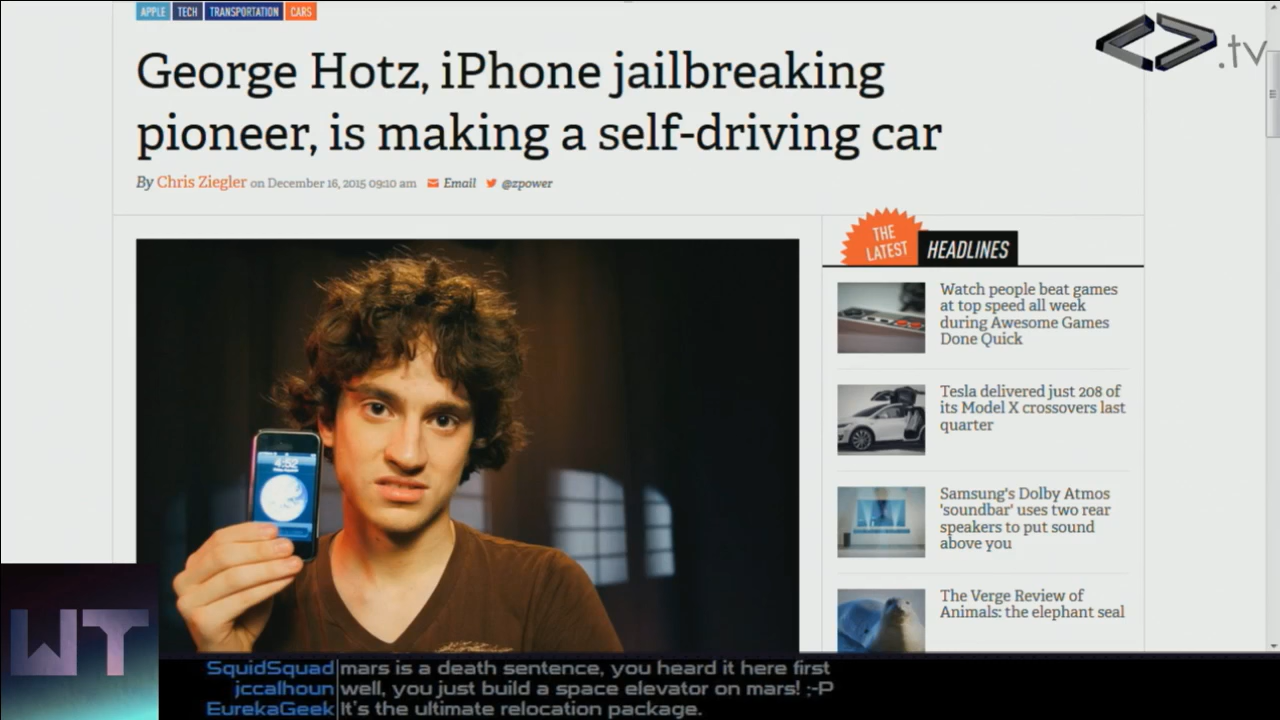 APPLE TECH TRANSPORTATION CARS
.tv
George Hotz, iPhone jailbreaking
pioneer, is making a self-driving car
By Chris Ziegler on December 16, 2015 09:10 am Email @zpower
THE
LATEST
HEADLINES
Watch people beat games
at top speed all week
during Awesome Games
Done Quick
Tesla delivered just 208 of
its Model X crossovers last
quarter
4:52
Samsung's Dolby Atmos
'soundbar' uses two rear
speakers to put sound
above you
The Verge Review of
Animals: the elephant seal
WT
SquidSquad mars is a death sentence, you heard it here first
jccalhoun well, you just build a space elevator on mars! ;-P
EurekaGeek It's the ultimate relocation package.